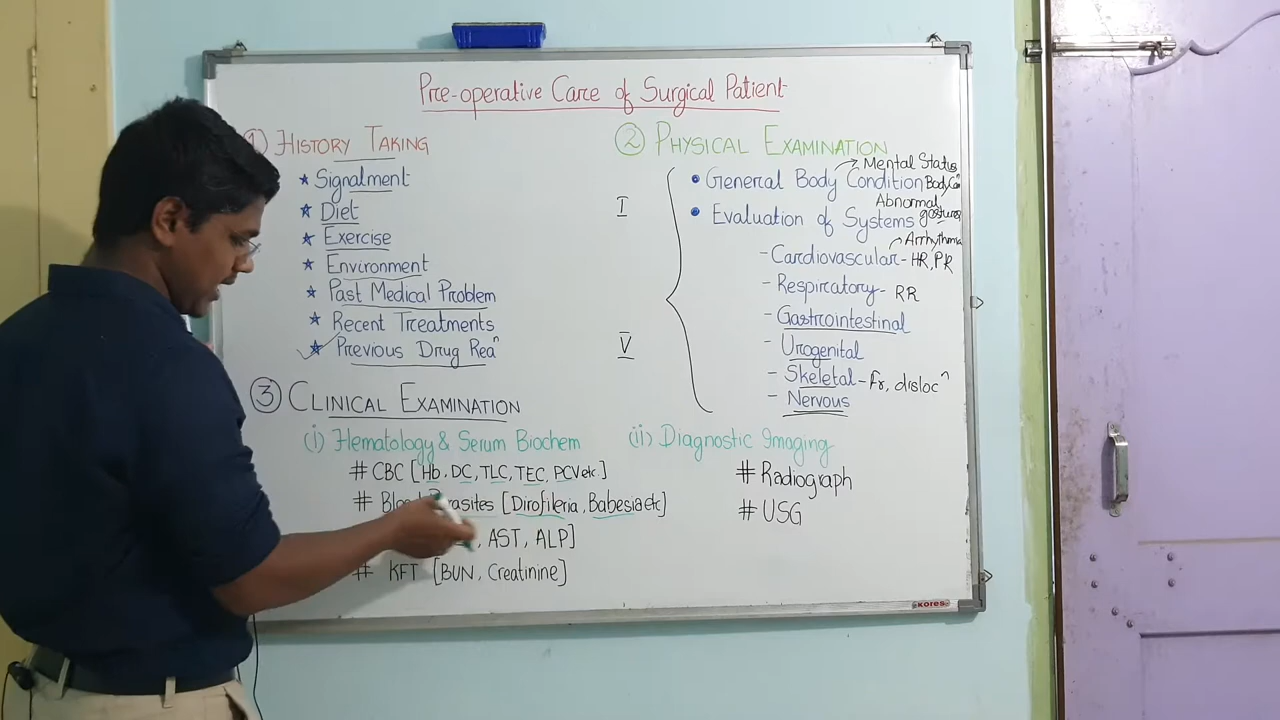 Pre-operative Care of Surgical Patient
1) HISTORY TAKING
★ Signalment
★ Diet
★ Exercise
★ Environment
★ Past Medical Problem
★ Recent Treatments
★ Previous Drug Rea^n
② PHYSICAL EXAMINATION
I
V
• General Body Condition → Mental Status
Body Con^n
Abnormal
postures
• Evaluation of Systems
- Cardiovascular - HR, PR
Arrhythmia
- Respiratory - RR
- Gastrointestinal
- Urogenital
- Skeletal - Fr, disloc^n
- Nervous
③ CLINICAL EXAMINATION
(i) Hematology & Serum Biochem
# CBC [Hb, DC, TLC, TEC, PCV etc.]
# Blood Parasites [Dirofileria, Babesia etc]
, AST, ALP]
# KFT [BUN, Creatinine]
(ii) Diagnostic Imaging
# Radiograph
# USG
kores